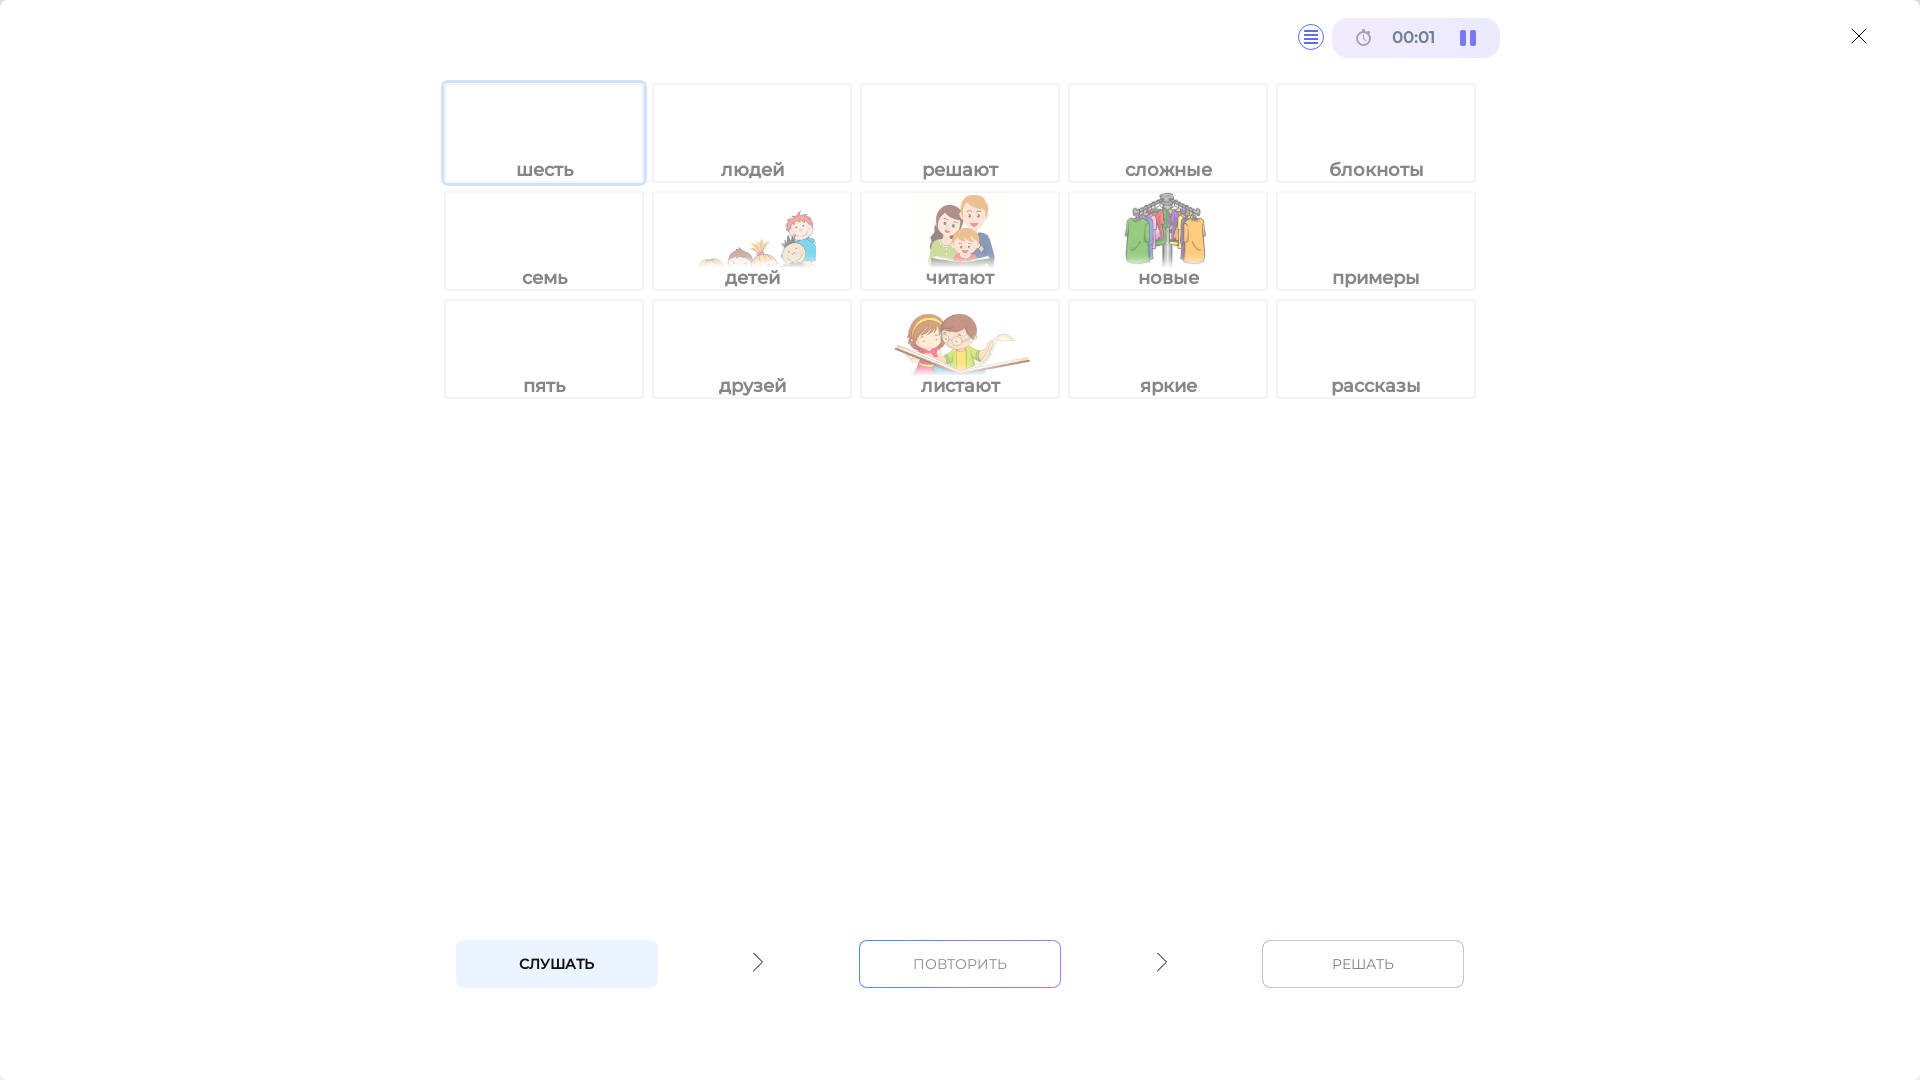 00:01
шесть людей решают сложные блокноты
семь детей читают новые примеры
пять друзей листают яркие рассказы
СЛУШАТЬ ПОВТОРИТЬ РЕШАТЬ